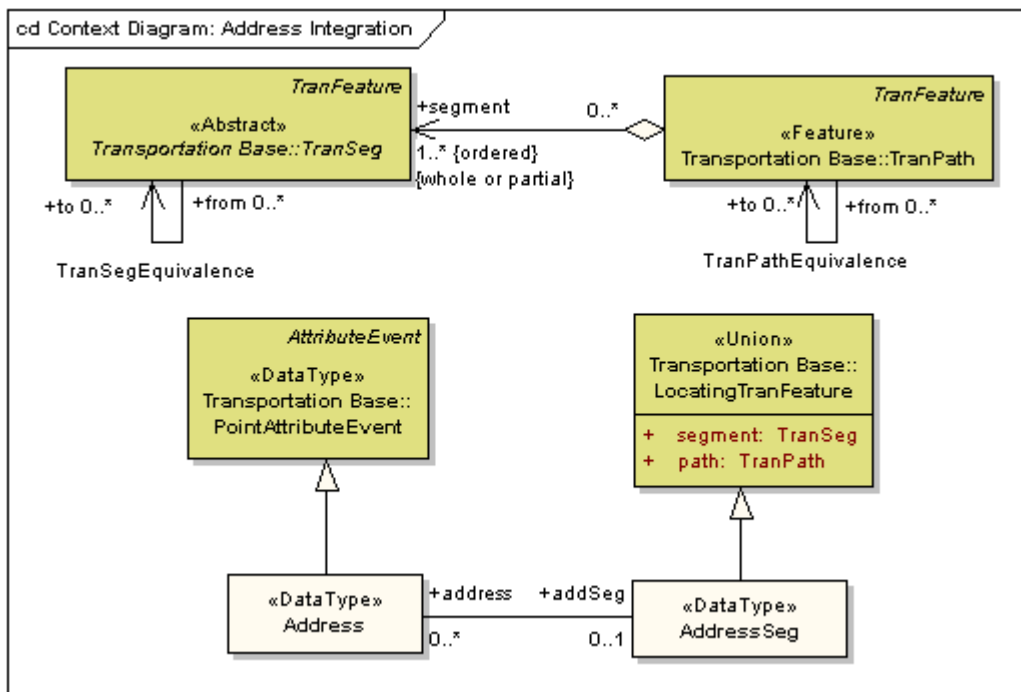 cd Context Diagram: Address Integration
TranFeature
«Abstract»
Transportation Base::TranSeg
+segment
0..*
1..* {ordered}
{whole or partial}
TranFeature
«Feature»
Transportation Base::TranPath
+to 0..*
+from 0..*
TranSegEquivalence
+to 0..*
+from 0..*
TranPathEquivalence
AttributeEvent
«DataType»
Transportation Base::
PointAttributeEvent
«Union»
Transportation Base::
LocatingTranFeature
+ segment: TranSeg
+ path: TranPath
«DataType»
Address
+address
+addSeg
0..*
0..1
«DataType»
AddressSeg